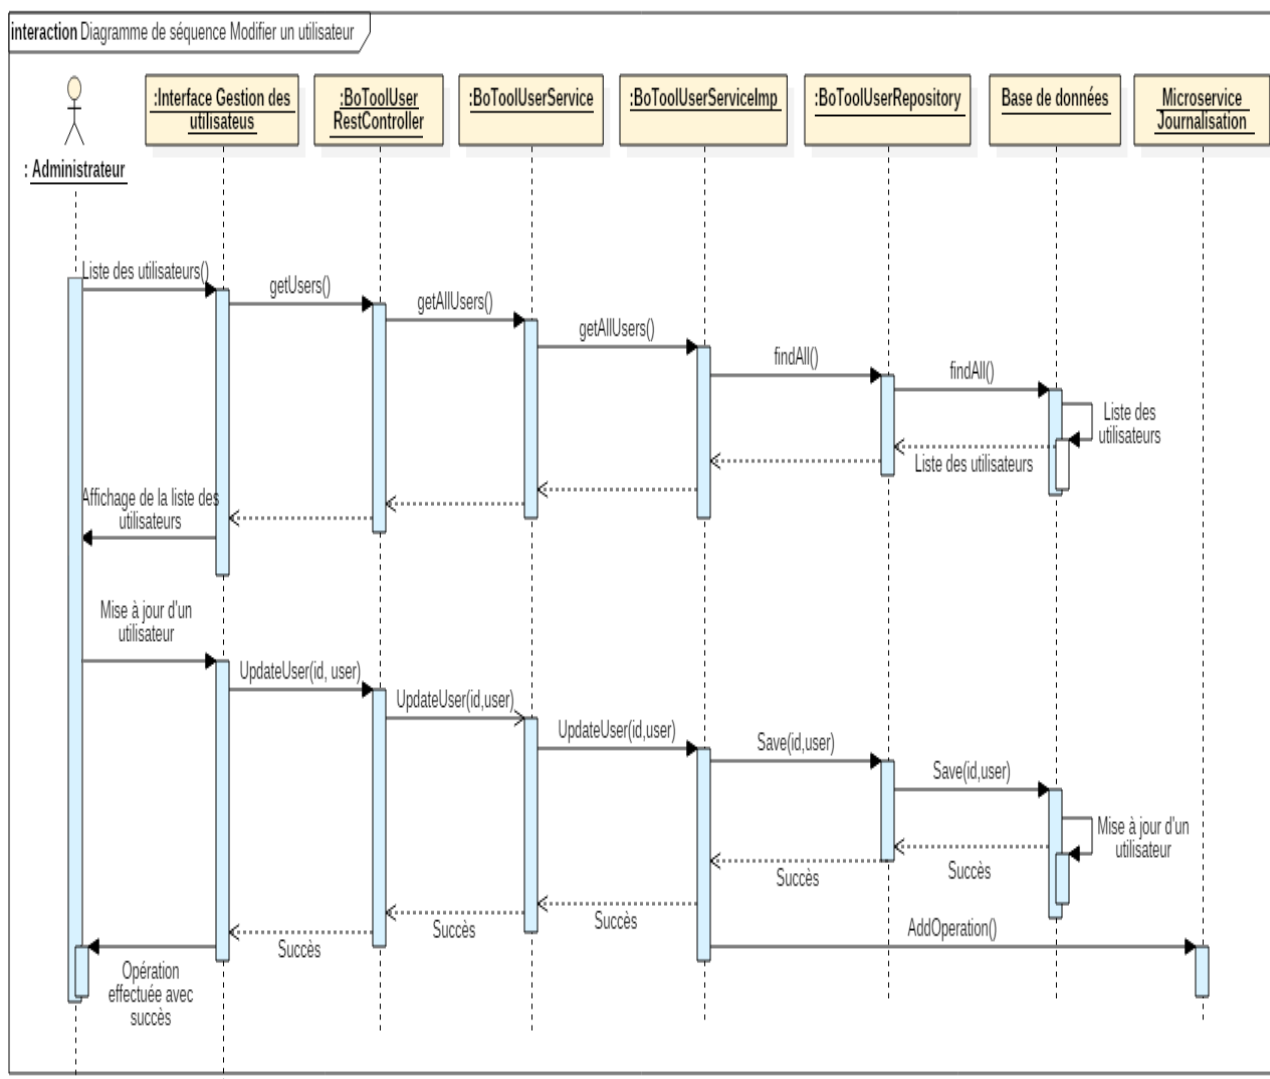 interaction Diagramme de séquence Modifier un utilisateur
: Administrateur
:Interface Gestion des
utilisateus
:BoToolUser
RestController
:BoToolUserService
:BoToolUserServiceImp
:BoToolUserRepository
Base de données
Microservice
Journalisation
Liste des utilisateurs()
getUsers()
getAllUsers()
getAllUsers()
findAll()
findAll()
Liste des
utilisateurs
Liste des utilisateurs
Affichage de la liste des
utilisateurs
Mise à jour d'un
utilisateur
UpdateUser(id, user)
UpdateUser(id,user)
UpdateUser(id,user)
Save(id,user)
Save(id,user)
Mise à jour d'un
utilisateur
Succès
Succès
Succès
Succès
Succès
AddOperation()
Opération
effectuée avec
succès